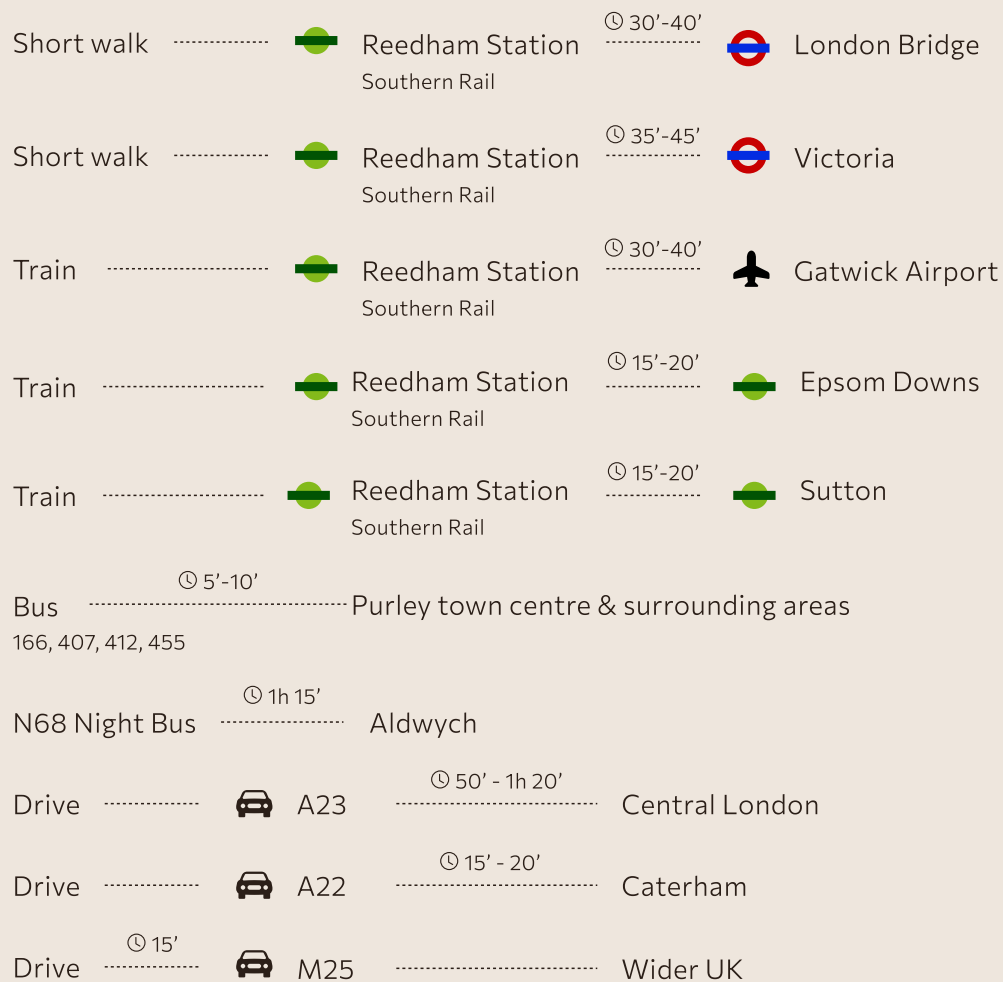 30’-40’
Short walk Reedham Station London Bridge
Southern Rail
35’-45’
Short walk Reedham Station Victoria
Southern Rail
30’-40’
Train Reedham Station Gatwick Airport
Southern Rail
15’-20’
Train Reedham Station Epsom Downs
Southern Rail
15’-20’
Train Reedham Station Sutton
Southern Rail
5’-10’
Bus Purley town centre & surrounding areas
166, 407, 412, 455
1h 15’
N68 Night Bus Aldwych
50’ - 1h 20’
Drive A23 Central London
15’ - 20’
Drive A22 Caterham
15’
Drive M25 Wider UK